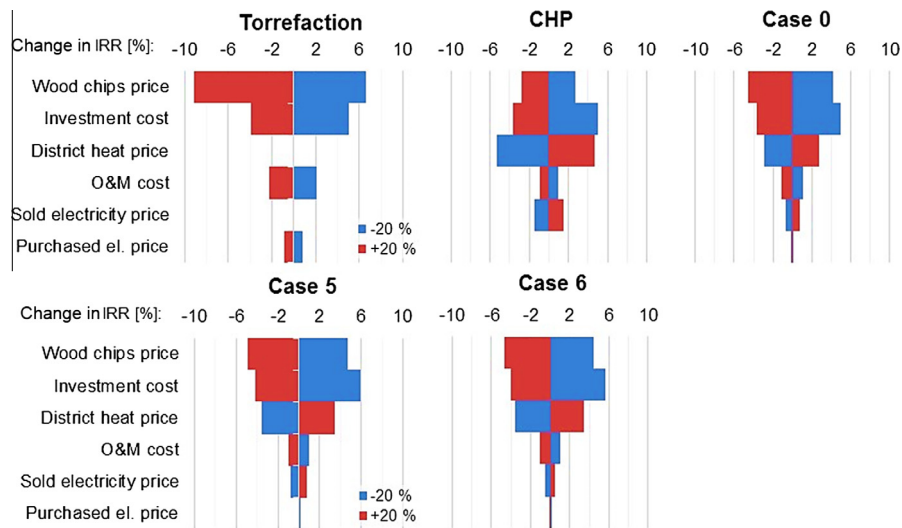 Torrefaction CHP Case 0
Change in IRR [%]: -10 -6 -2 2 6 10 -10 -6 -2 2 6 10 -10 -6 -2 2 6 10
Wood chips price
Investment cost
District heat price
O&M cost
Sold electricity price
-20 %
Purchased el. price
+20 %
Case 5 Case 6
Change in IRR [%]: -10 -6 -2 2 6 10 -10 -6 -2 2 6 10
Wood chips price
Investment cost
District heat price
O&M cost
Sold electricity price
-20 %
Purchased el. price
+20 %